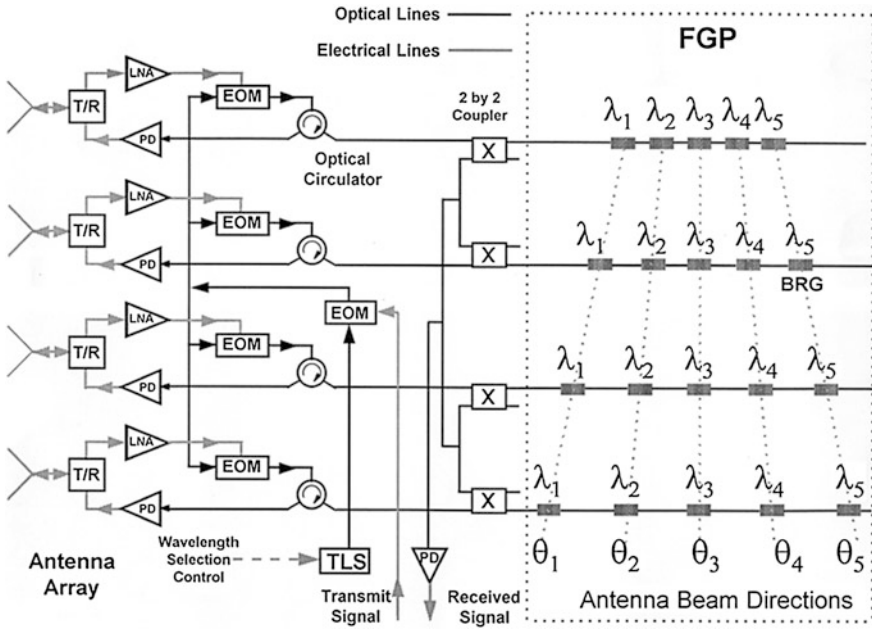 Optical Lines
Electrical Lines
FGP
LNA
EOM
T/R
PD
Optical
Circulator
2 by 2
Coupler
X
λ1 λ2 λ3 λ4 λ5
LNA
EOM
T/R
PD
X
λ1 λ2 λ3 λ4 λ5
BRG
EOM
LNA
EOM
T/R
PD
X
λ1 λ2 λ3 λ4 λ5
LNA
EOM
T/R
PD
X
λ1 λ2 λ3 λ4 λ5
Antenna
Array
Wavelength
Selection
Control
TLS
PD
Transmit
Signal
Received
Signal
θ1 θ2 θ3 θ4 θ5
Antenna Beam Directions